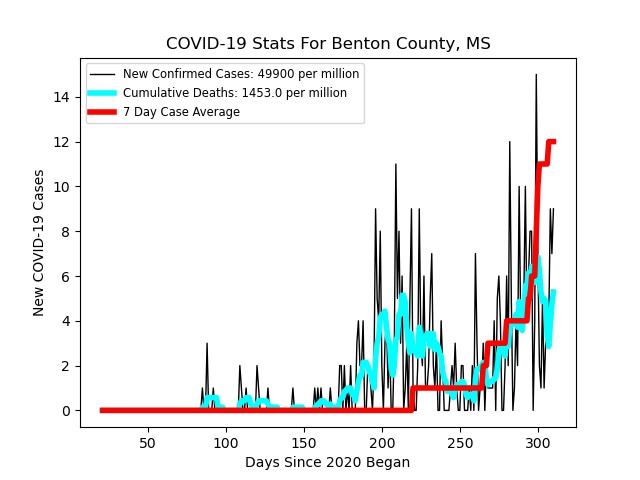 COVID-19 Stats For Benton County, MS
New Confirmed Cases: 49900 per million
Cumulative Deaths: 1453.0 per million
7 Day Case Average
New COVID-19 Cases
14
12
10
8
6
4
2
0
50 100 150 200 250 300
Days Since 2020 Began